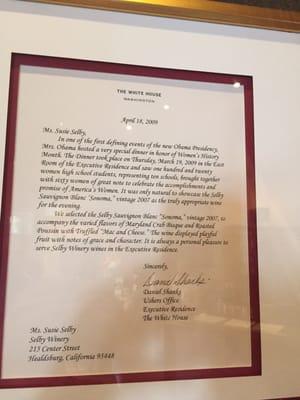 THE WHITE HOUSE
WASHINGTON
April 18, 2009
Ms. Susie Selby,
In one of the first defining events of the new Obama Presidency,
Mrs. Obama hosted a very special dinner in honor of Women's History
Month. The Dinner took place on Thursday, March 19, 2009 in the East
Room of the Executive Residence and saw one hundred and twenty
women high school students, representing ten schools, brought together
with sixty women of great note to celebrate the accomplishments and
promise of America's Women. It was only natural to showcase the Selby
Sauvignon Blanc "Sonoma," vintage 2007 as the truly appropriate wine
for the evening.
We selected the Selby Sauvignon Blanc "Sonoma," vintage 2007, to
accompany the varied flavors of Maryland Crab Bisque and Roasted
Poussin with Truffled "Mac and Cheese." The wine displayed playful
fruit with notes of grace and character. It is always a personal pleasure to
serve Selby Winery wines in the Executive Residence.
Sincerely,
Daniel Shanks
Daniel Shanks
Ushers Office
Executive Residence
The White House
Ms. Susie Selby
Selby Winery
215 Center Street
Healdsburg, California 95448